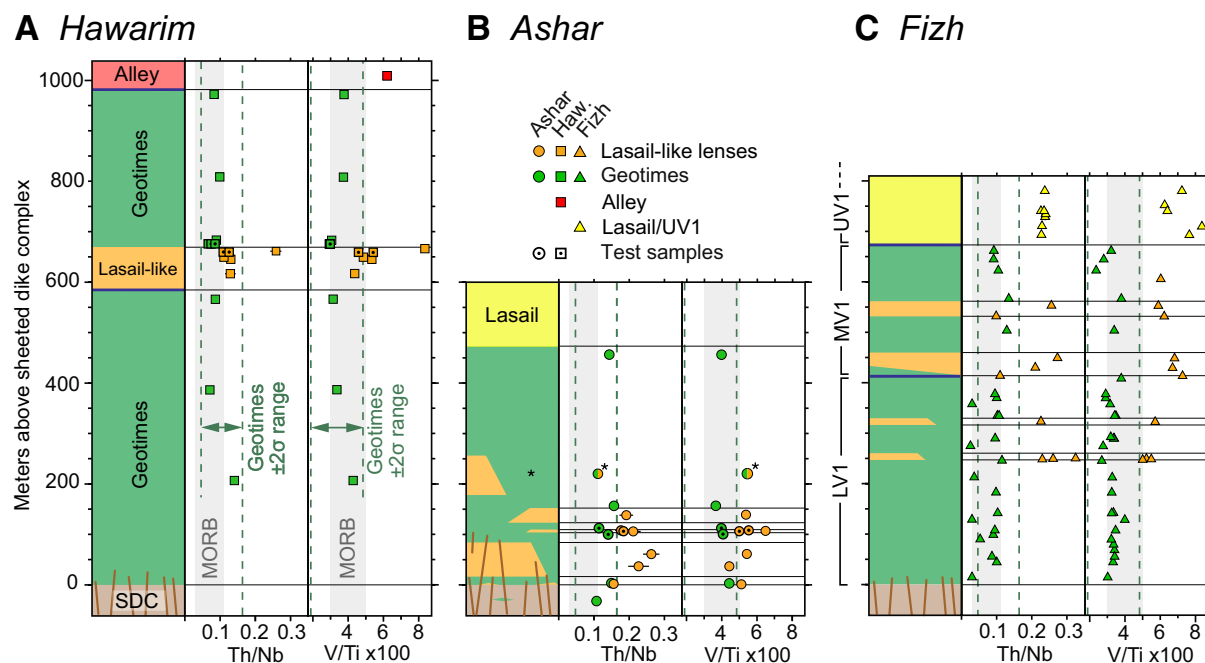 A Hawarim
B Ashar
C Fizh
Meters above sheeted dike complex
1000
800
600
400
200
0
Alley
Geotimes
Lasail-like
Geotimes
SDC
MORB
MORB
Geotimes
±2σ range
Geotimes
±2σ range
0.1 0.2 0.3
Th/Nb
4 6 8
V/Ti x100
Ashar
Haw.
Fizh
Lasail-like lenses
Geotimes
Alley
Lasail/UV1
Test samples
Lasail
*
*
*
0.1 0.2 0.3
Th/Nb
4 6 8
V/Ti x100
UV1
MV1
LV1
0.1 0.2 0.3
Th/Nb
4 6 8
V/Ti x100